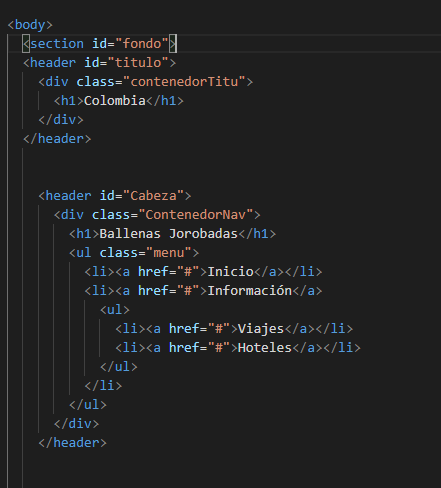 <body>
<section id="fondo">
<header id="titulo">
<div class="contenedorTitu">
<h1>Colombia</h1>
</div>
</header>
<header id="Cabeza">
<div class="ContenedorNav">
<h1>Ballenas Jorobadas</h1>
<ul class="menu">
<li><a href="#">Inicio</a></li>
<li><a href="#">Información</a>
<ul>
<li><a href="#">Viajes</a></li>
<li><a href="#">Hoteles</a></li>
</ul>
</li>
</ul>
</div>
</header>